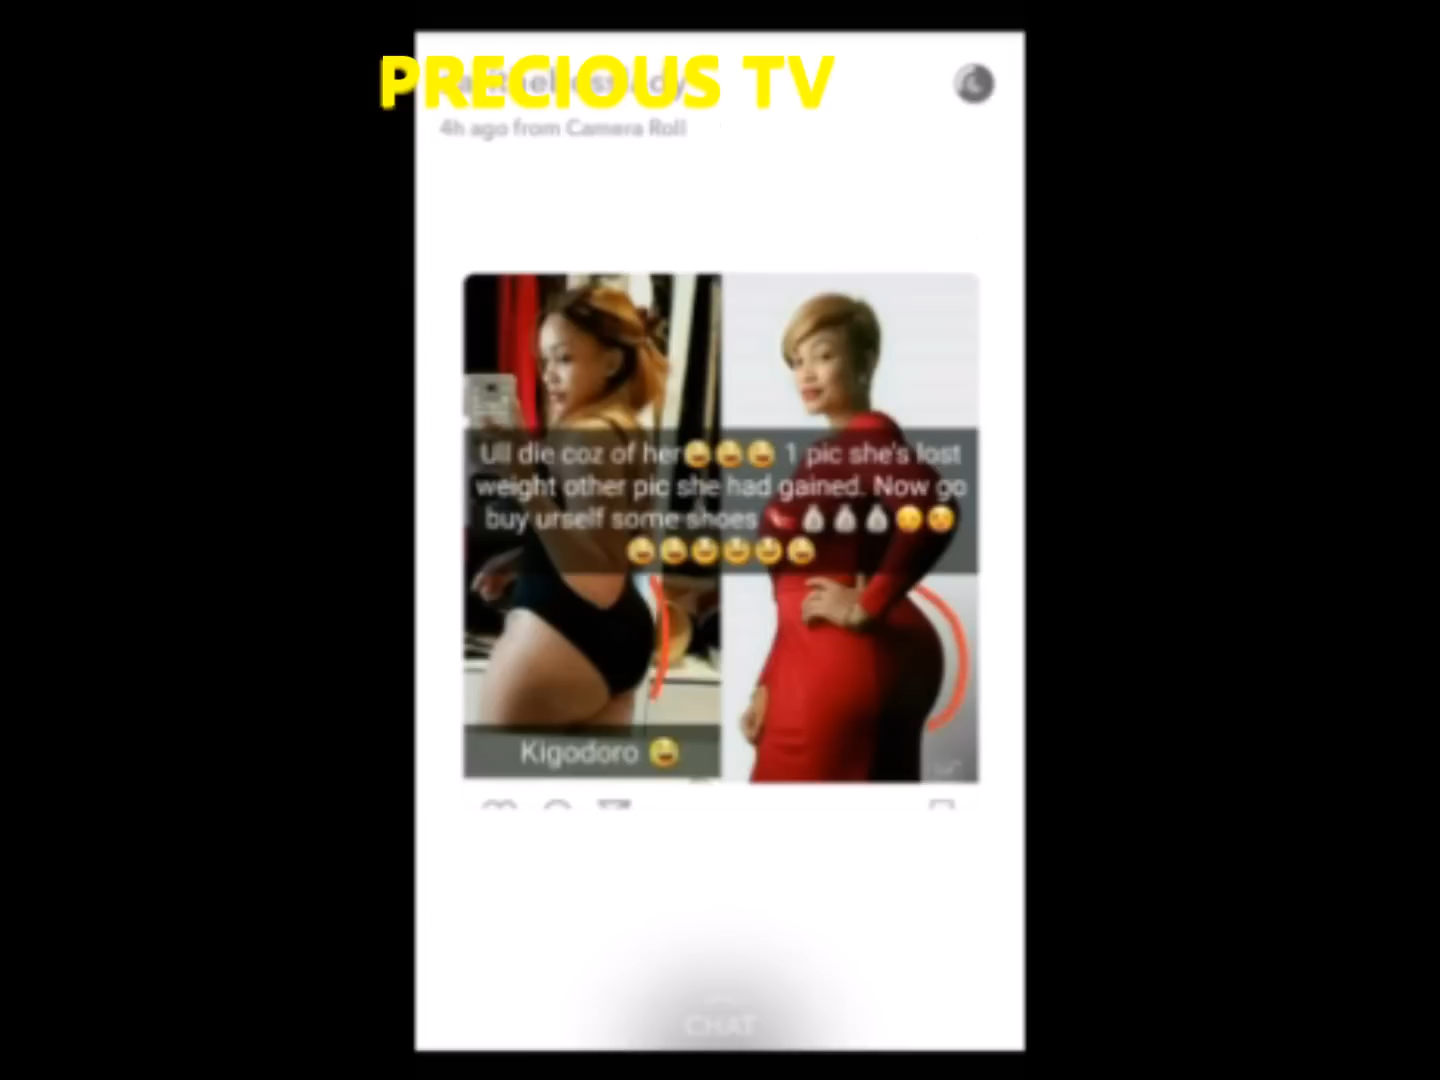 PRECIOUS TV
4h ago from Camera Roll
Ull die coz of her😂😂😂 1 pic she's lost
weight other pic she had gained. Now go
buy urself some shoes
Kigodoro
CHAT